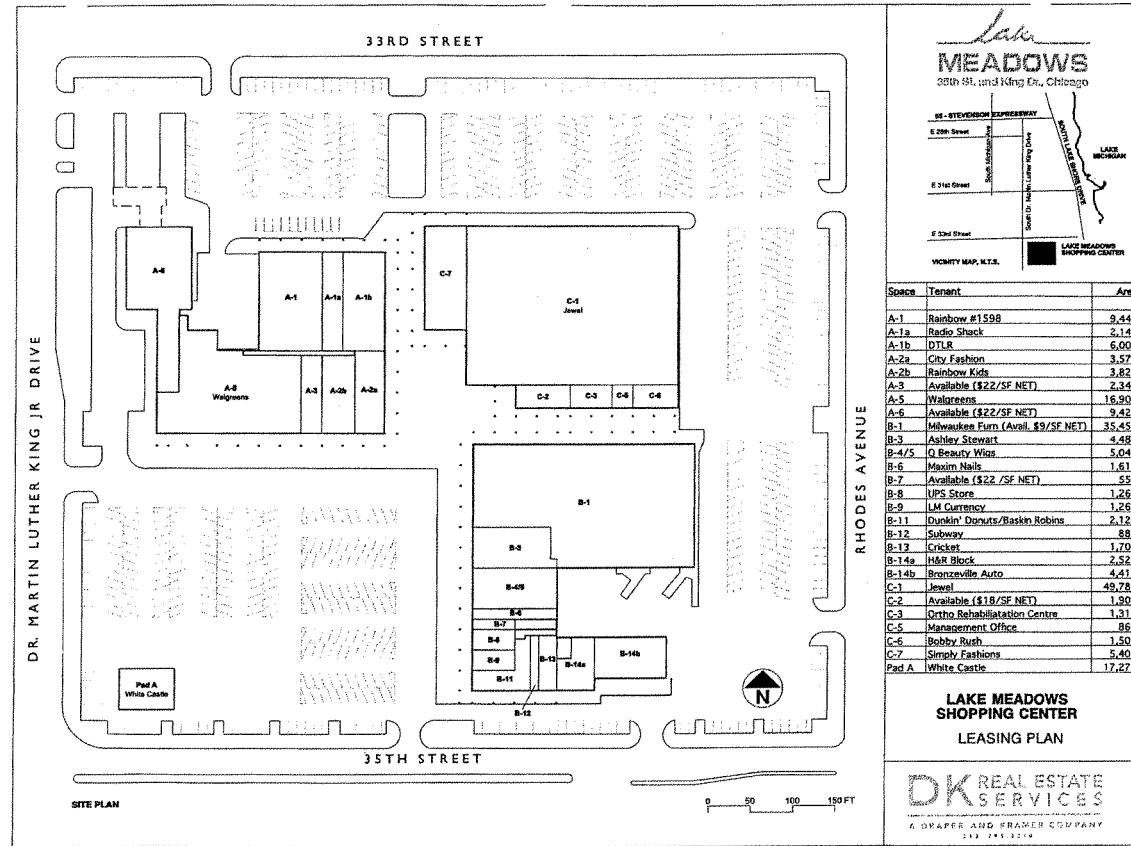 33RD STREET
A-6
A-1
A-1a
A-1b
C-7
C-1
Jewel
A-5
Walgreens
A-3
A-2b
A-2a
C-2
C-3
C-5
C-6
B-1
B-3
B-4/5
B-6
B-7
B-8
B-9
B-11
B-12
B-13
B-14a
B-14b
Pad A
White Castle
N
DR. MARTIN LUTHER KING JR DRIVE
RHODES AVENUE
35TH STREET
SITE PLAN
0 50 100 150 FT
Lake
MEADOWS
35th St. and King Dr., Chicago
55 - STEVENSON EXPRESSWAY
E 31st Street
E 33rd Street
South Michigan Ave
South Dr. Martin Luther King Drive
SOUTH LAKE SHORE DRIVE
LAKE
MICHIGAN
LAKE MEADOWS
SHOPPING CENTER
VICINITY MAP, N.T.S.
Space Tenant Are
A-1 Rainbow #1598 9,44
A-1a Radio Shack 2,14
A-1b DTLR 6,00
A-2a City Fashion 3,57
A-2b Rainbow Kids 3,82
A-3 Available ($22/SF NET) 2,34
A-5 Walgreens 16,90
A-6 Available ($22/SF NET) 9,42
B-1 Milwaukee Furn (Avail. $9/SF NET) 35,45
B-3 Ashley Stewart 4,48
B-4/5 Q Beauty Wigs 5,04
B-6 Maxim Nails 1,61
B-7 Available ($22 /SF NET) 55
B-8 UPS Store 1,26
B-9 LM Currency 1,26
B-11 Dunkin' Donuts/Baskin Robins 2,12
B-12 Subway 88
B-13 Cricket 1,70
B-14a H&R Block 2,52
B-14b Bronzeville Auto 4,41
C-1 Jewel 49,78
C-2 Available ($18/SF NET) 1,90
C-3 Ortho Rehabiliatation Centre 1,31
C-5 Management Office 86
C-6 Bobby Rush 1,50
C-7 Simply Fashions 5,40
Pad A White Castle 17,27
LAKE MEADOWS
SHOPPING CENTER
LEASING PLAN
DK REAL ESTATE
SERVICES
A DRAPER AND KRAMER COMPANY